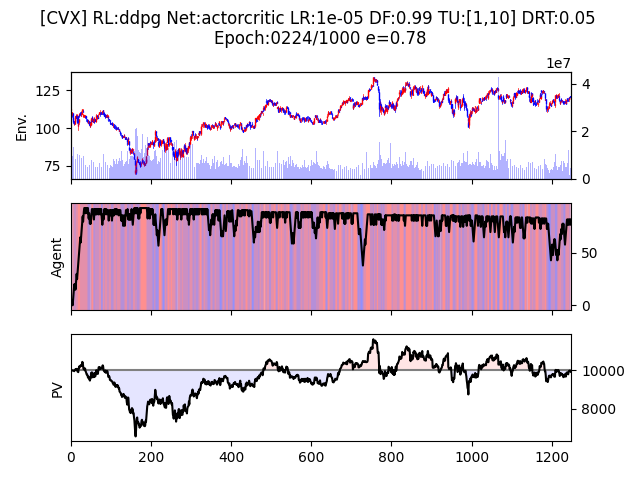 [CVX] RL:ddpg Net:actorcritic LR:1e-05 DF:0.99 TU:[1,10] DRT:0.05
Epoch:0224/1000 e=0.78
1e7
125
100
75
Env.
4
2
0
Agent
50
0
PV
10000
8000
0
200
400
600
800
1000
1200